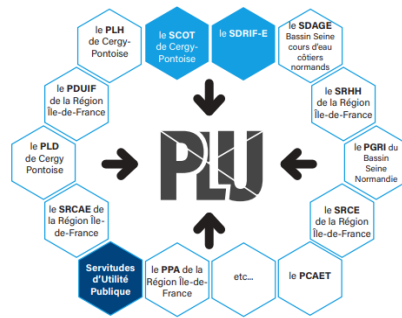 le PLH
de Cergy-
Pontoise
le SCOT
de Cergy-
Pontoise
le SDRIF-E
le SDAGE
Bassin Seine
cours d'eau
côtiers
normands
le PDUIF
de la Région
Île-de-France
le SRHH
de la Région
Île-de-France
le PLD
de Cergy
Pontoise
PLU
le PGRI du
Bassin
Seine
Normandie
le SRCAE de
la Région Île-
de-France
le SRCE
de la Région
Île-de-France
Servitudes
d'Utilité
Publique
le PPA de la
Région Île-de-
France
etc...
le PCAET